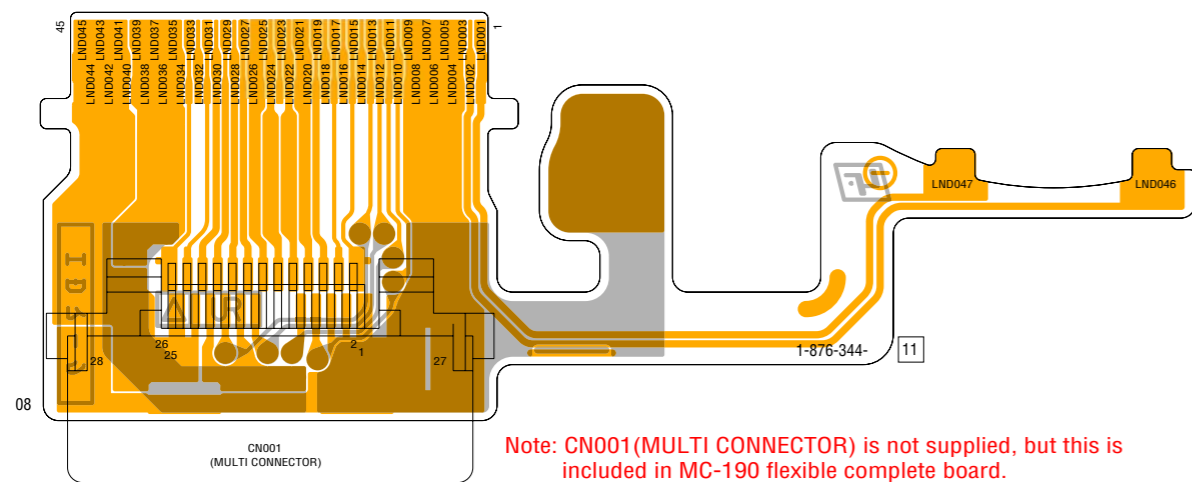 45
LND045
LND043
LND041
LND039
LND037
LND035
LND033
LND031
LND029
LND027
LND025
LND023
LND021
LND019
LND017
LND015
LND013
LND011
LND009
LND007
LND005
LND003
LND001
1
LND044
LND042
LND040
LND038
LND036
LND034
LND032
LND030
LND028
LND026
LND024
LND022
LND020
LND018
LND016
LND014
LND012
LND010
LND008
LND006
LND004
LND002
LND047
LND046
UR
28
26
25
2
1
27
1-876-344-
11
08
CN001
(MULTI CONNECTOR)
Note: CN001(MULTI CONNECTOR) is not supplied, but this is
included in MC-190 flexible complete board.